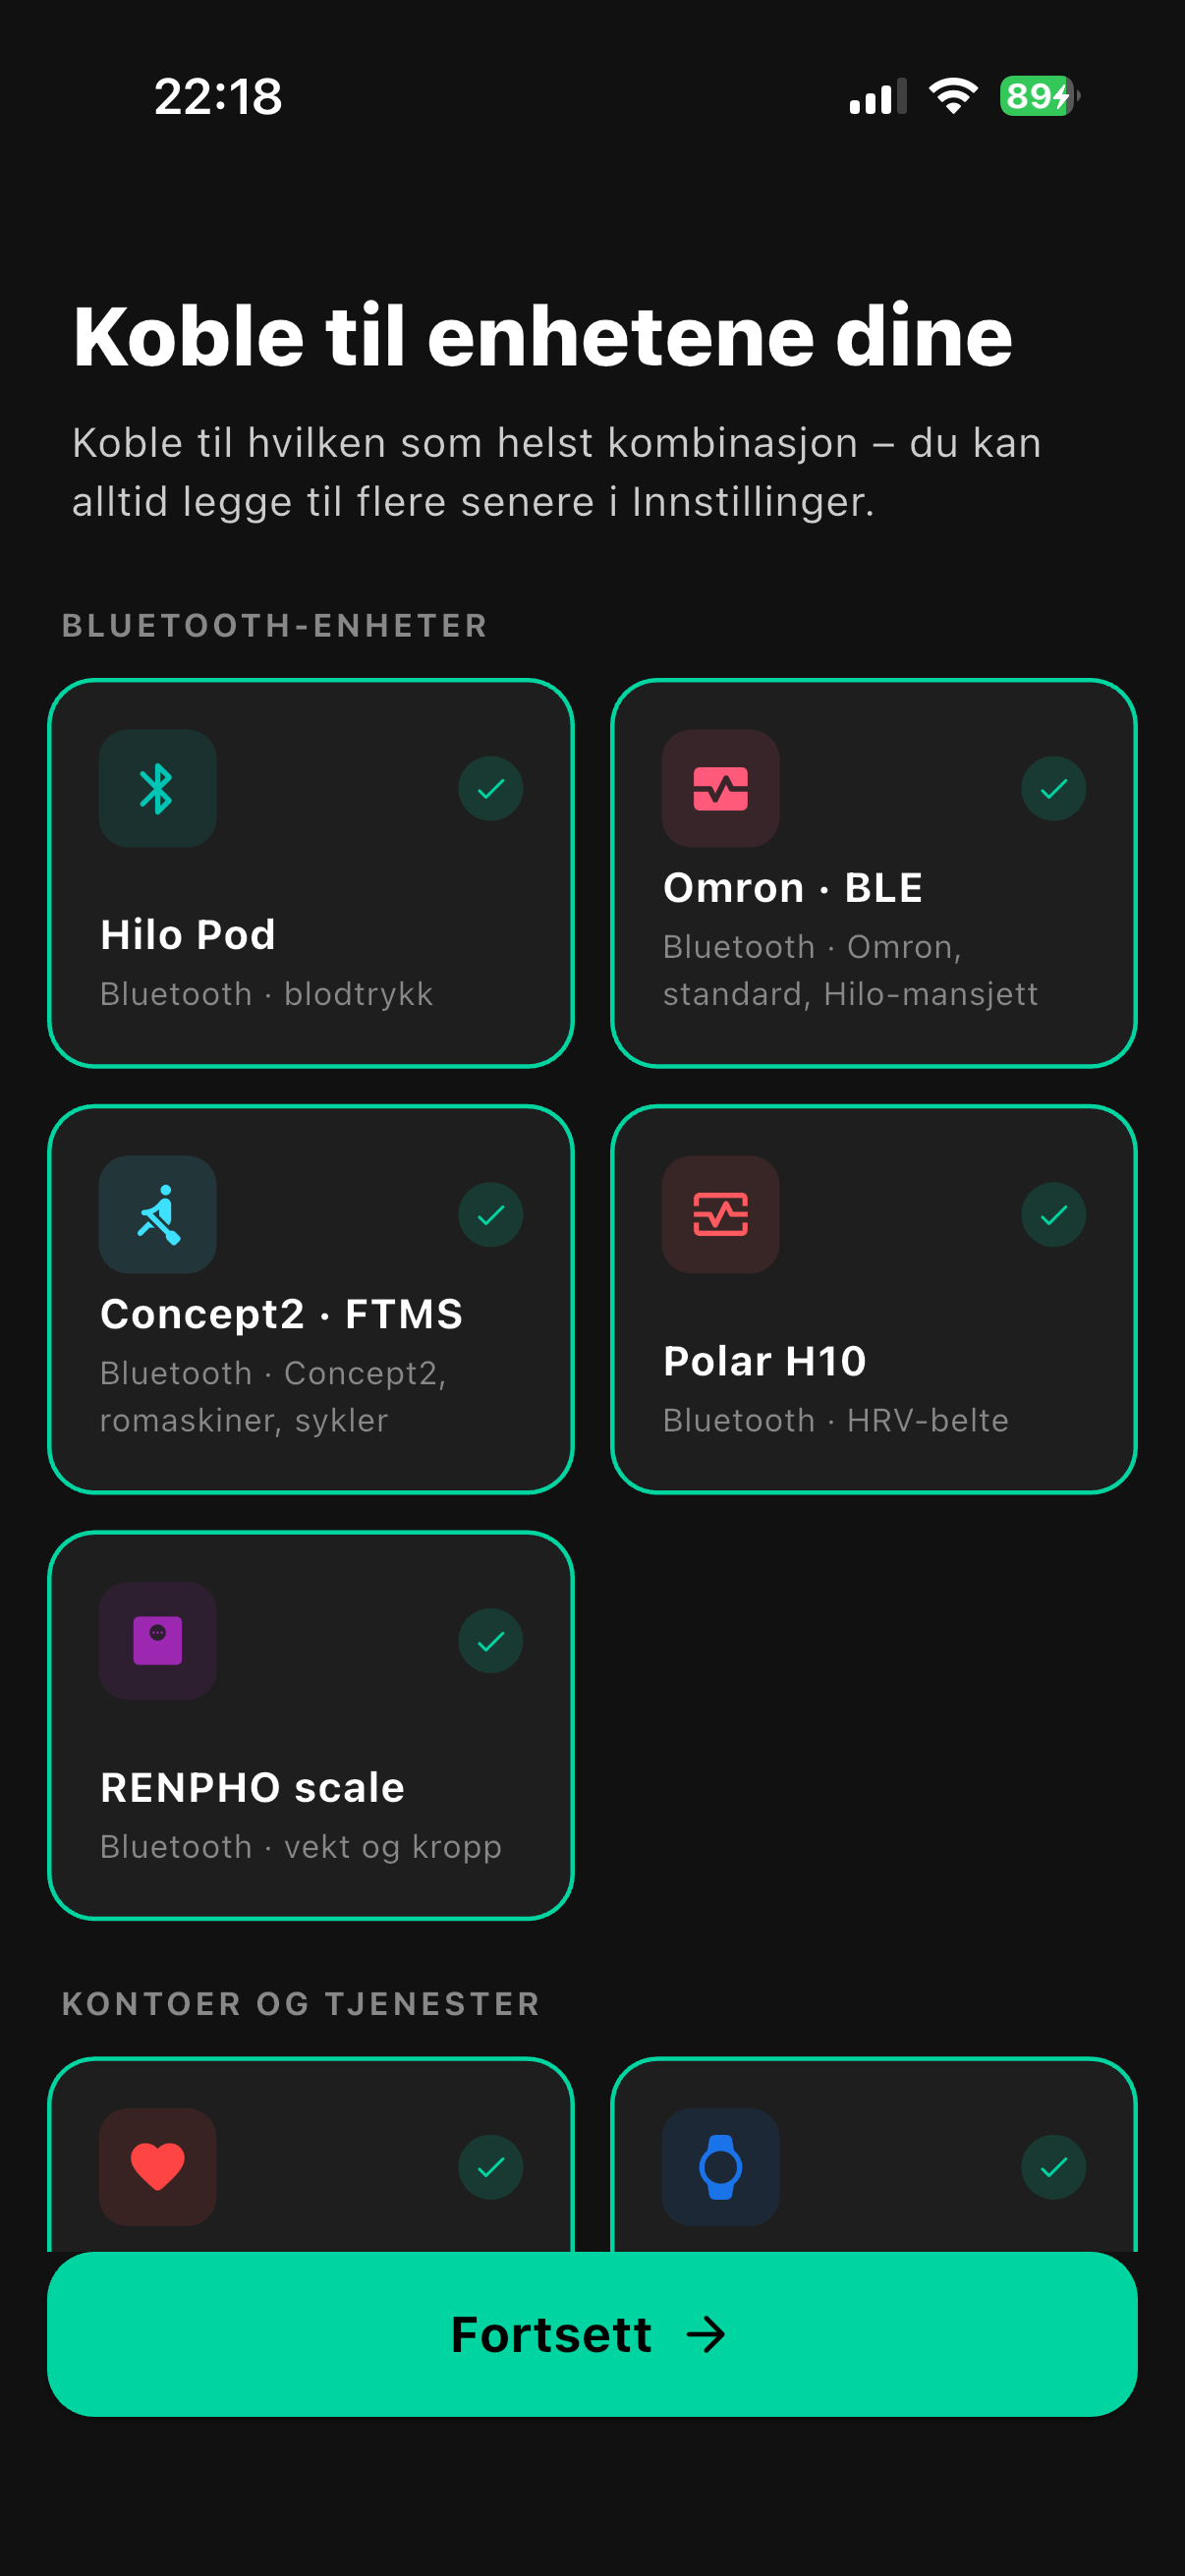 22:18
89
Koble til enhetene dine
Koble til hvilken som helst kombinasjon – du kan
alltid legge til flere senere i Innstillinger.
BLUETOOTH-ENHETER
Hilo Pod
Bluetooth · blodtrykk
Omron · BLE
Bluetooth · Omron,
standard, Hilo-mansjett
Concept2 · FTMS
Bluetooth · Concept2,
romaskiner, sykler
Polar H10
Bluetooth · HRV-belte
RENPHO scale
Bluetooth · vekt og kropp
KONTOER OG TJENESTER
Fortsett →